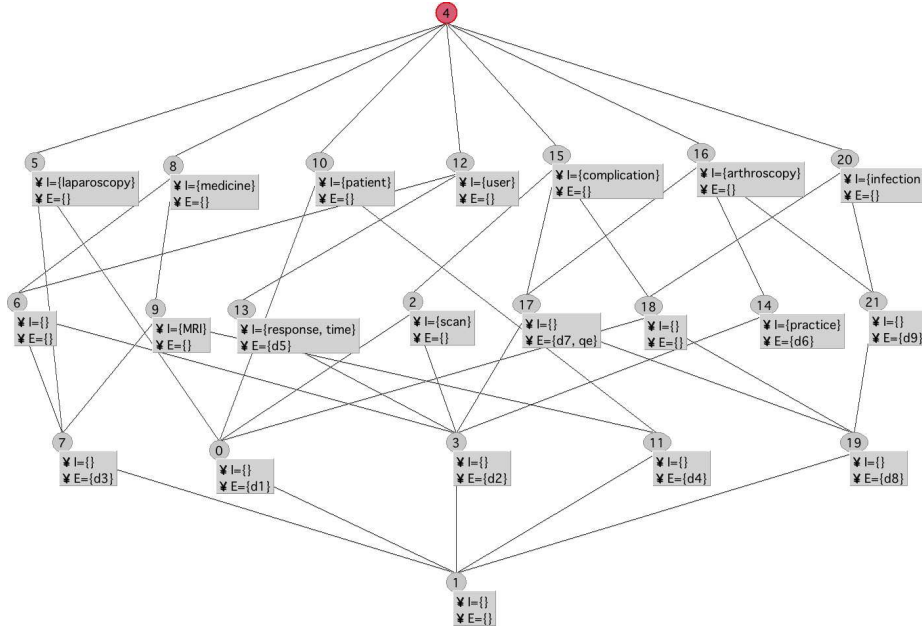 4
5
¥ I={laparoscopy}
¥ E={}
8
¥ I={medicine}
¥ E={}
10
¥ I={patient}
¥ E={}
12
¥ I={user}
¥ E={}
15
¥ I={complication}
¥ E={}
16
¥ I={arthroscopy}
¥ E={}
20
¥ I={infection
¥ E={}
6
¥ I={}
¥ E={}
9
¥ I={MRI}
¥ E={}
13
¥ I={response, time}
¥ E={d5}
2
¥ I={scan}
¥ E={}
17
¥ I={}
¥ E={d7, qe}
18
¥ I={}
¥ E={}
14
¥ I={practice}
¥ E={d6}
21
¥ I={}
¥ E={d9}
7
¥ I={}
¥ E={d3}
0
¥ I={}
¥ E={d1}
3
¥ I={}
¥ E={d2}
11
¥ I={}
¥ E={d4}
19
¥ I={}
¥ E={d8}
1
¥ I={}
¥ E={}